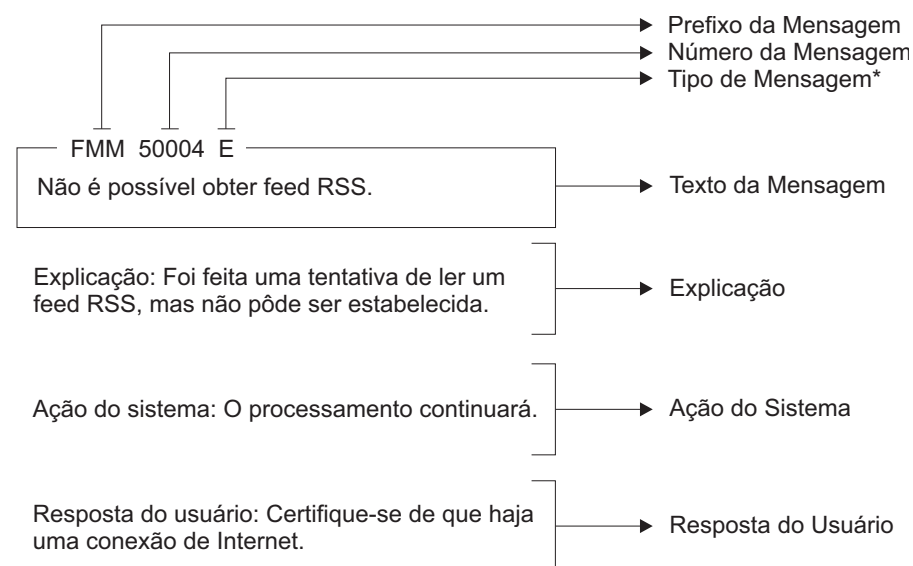 Prefixo da Mensagem
Número da Mensagem
Tipo de Mensagem*
FMM 50004 E
Não é possível obter feed RSS.
Texto da Mensagem
Explicação: Foi feita uma tentativa de ler um
feed RSS, mas não pôde ser estabelecida.
Explicação
Ação do sistema: O processamento continuará.
Ação do Sistema
Resposta do usuário: Certifique-se de que haja
uma conexão de Internet.
Resposta do Usuário